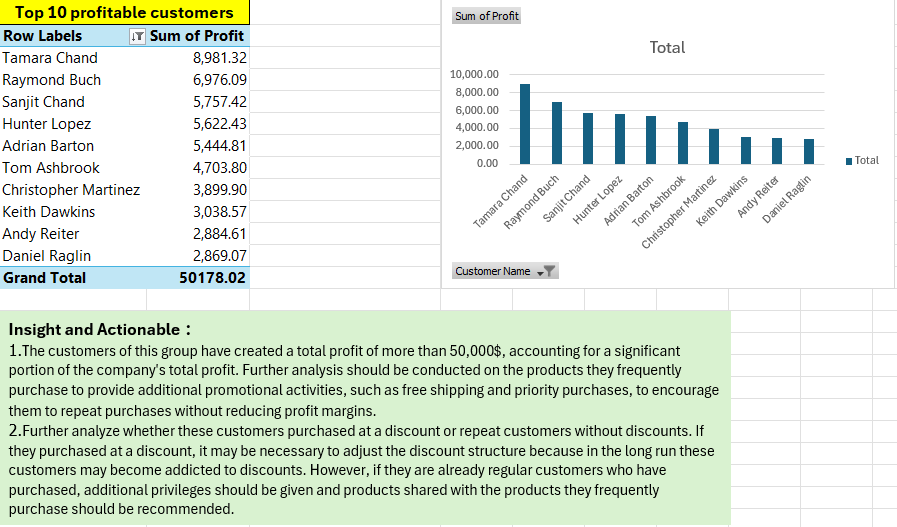 Top 10 profitable customers
Row Labels Sum of Profit
Tamara Chand 8,981.32
Raymond Buch 6,976.09
Sanjit Chand 5,757.42
Hunter Lopez 5,622.43
Adrian Barton 5,444.81
Tom Ashbrook 4,703.80
Christopher Martinez 3,899.90
Keith Dawkins 3,038.57
Andy Reiter 2,884.61
Daniel Raglin 2,869.07
Grand Total 50178.02
Sum of Profit
Total
10,000.00
8,000.00
6,000.00
4,000.00
2,000.00
0.00
Tamara Chand
Raymond Buch
Sanjit Chand
Hunter Lopez
Adrian Barton
Tom Ashbrook
Christopher Martinez
Keith Dawkins
Andy Reiter
Daniel Raglin
Total
Customer Name
Insight and Actionable：
1.The customers of this group have created a total profit of more than 50,000$, accounting for a significant
portion of the company's total profit. Further analysis should be conducted on the products they frequently
purchase to provide additional promotional activities, such as free shipping and priority purchases, to encourage
them to repeat purchases without reducing profit margins.
2.Further analyze whether these customers purchased at a discount or repeat customers without discounts. If
they purchased at a discount, it may be necessary to adjust the discount structure because in the long run these
customers may become addicted to discounts. However, if they are already regular customers who have
purchased, additional privileges should be given and products shared with the products they frequently
purchase should be recommended.